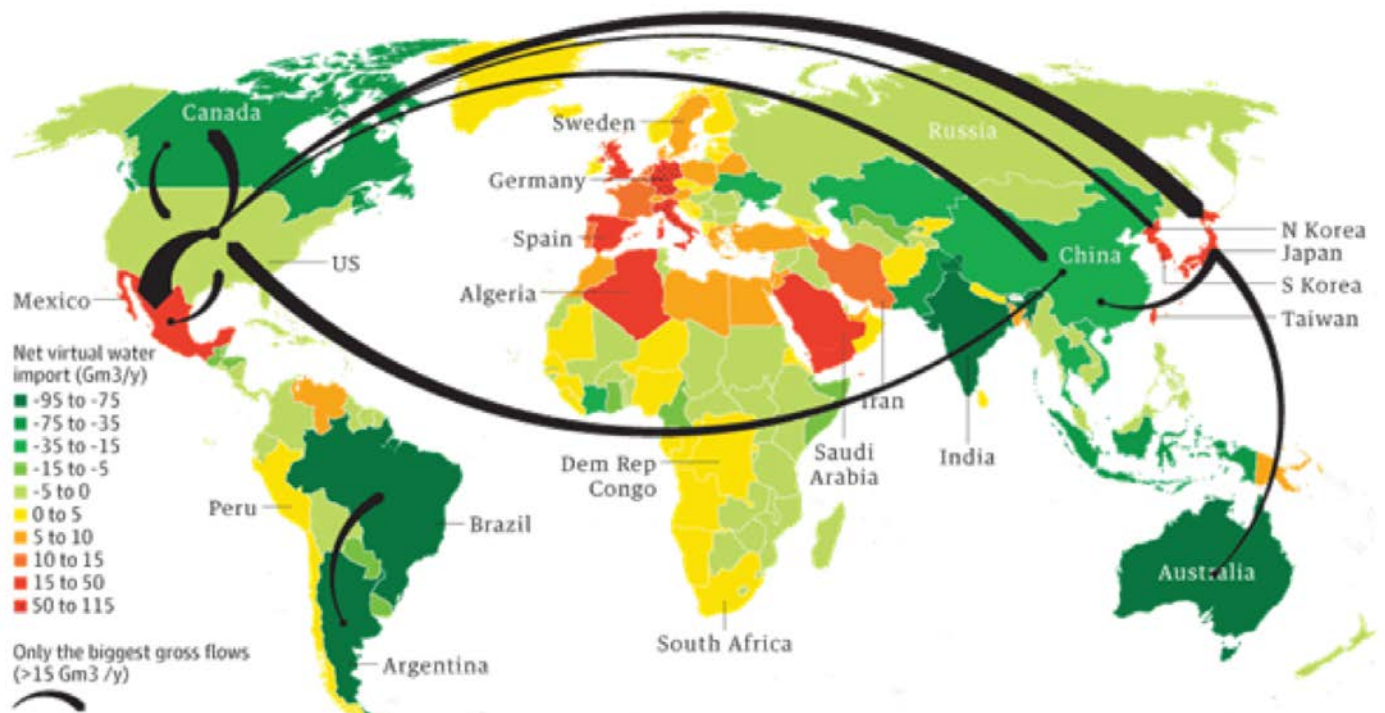 Canada
Sweden
Russia
Germany
Spain
US
N Korea
China
Japan
Mexico
Algeria
S Korea
Taiwan
Net virtual water
import (Gm3/y)
-95 to -75
-75 to -35
-35 to -15
-15 to -5
-5 to 0
0 to 5
5 to 10
10 to 15
15 to 50
50 to 115
Iran
Saudi
Arabia
India
Dem Rep
Congo
Peru
Brazil
Australia
South Africa
Argentina
Only the biggest gross flows
(>15 Gm3 /y)